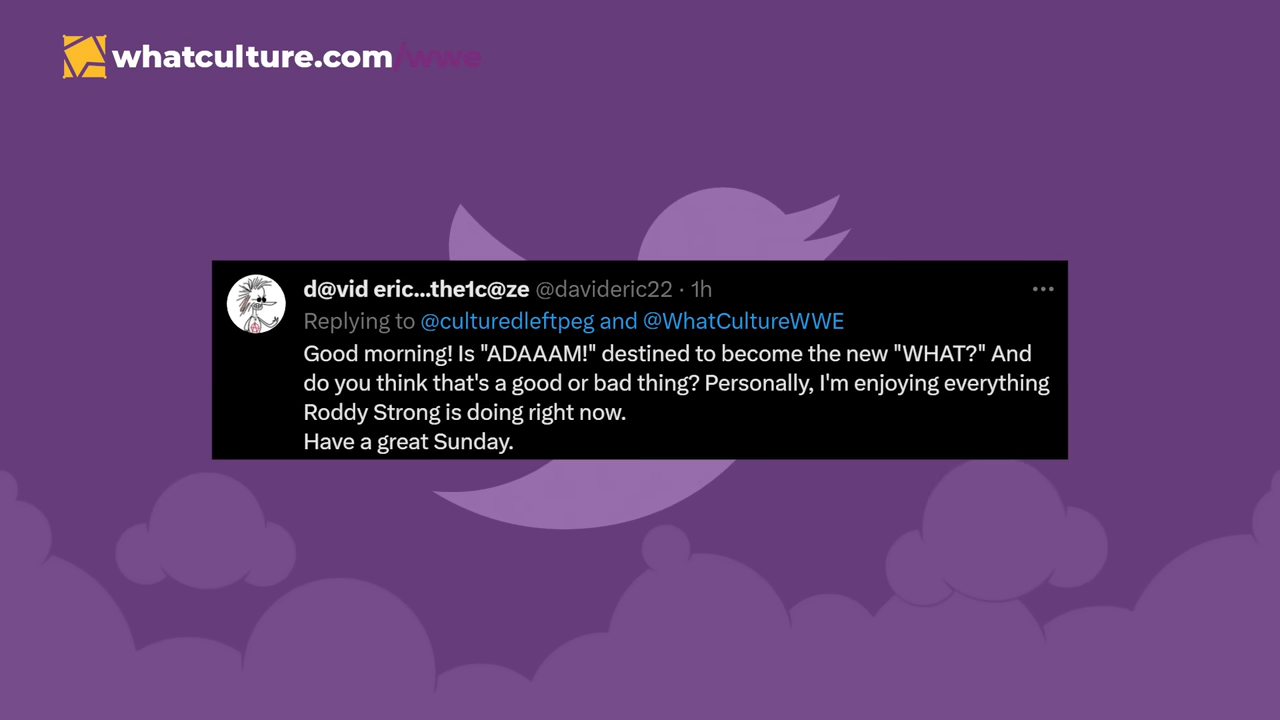 whatculture.com/wwe
d@vid eric...the1c@ze @davideric22 · 1h
Replying to @culturedleftpeg and @WhatCultureWWE
Good morning! Is "ADAAAM!" destined to become the new "WHAT?" And
do you think that's a good or bad thing? Personally, I'm enjoying everything
Roddy Strong is doing right now.
Have a great Sunday.